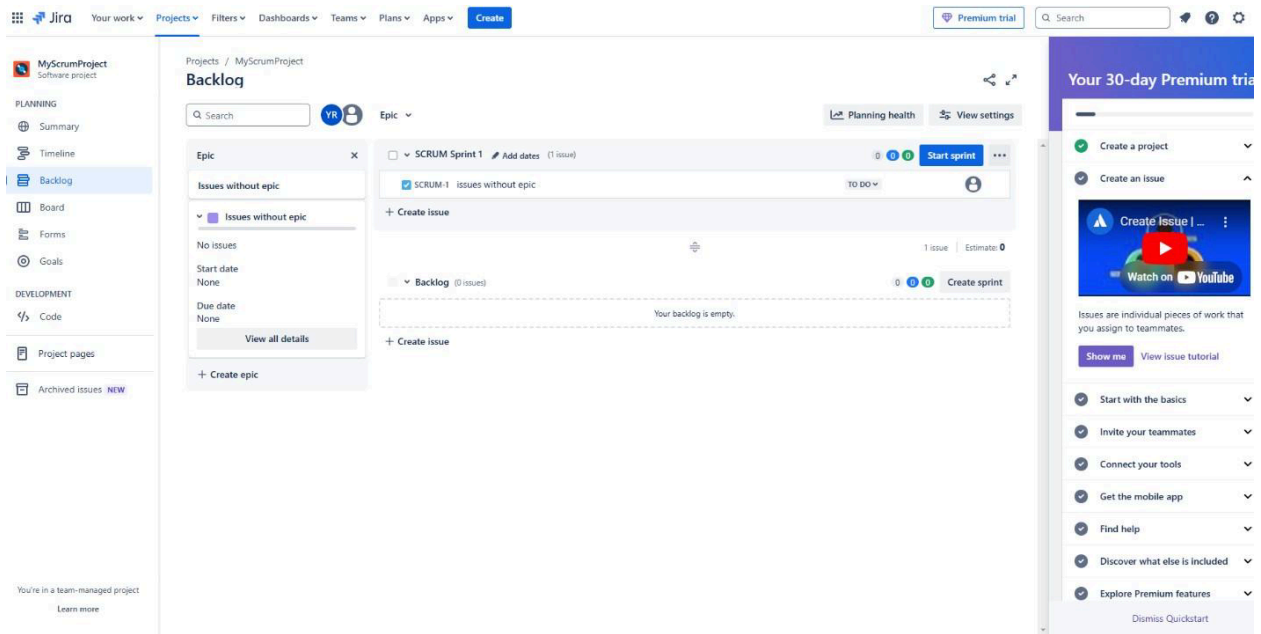 Jira Your work Projects Filters Dashboards Teams Plans Apps Create Premium trial Search
MyScrumProject
Software project
PLANNING
Summary
Timeline
Backlog
Board
Forms
Goals
DEVELOPMENT
Code
Project pages
Archived issues NEW
You're in a team-managed project
Learn more
Projects / MyScrumProject
Backlog
Search YR Epic Planning health View settings
Epic
Issues without epic
Issues without epic
No issues
Start date
None
Due date
None
View all details
+ Create epic
SCRUM Sprint 1 Add dates (1 issue) 0 0 0 Start sprint
SCRUM-1 issues without epic TO DO
+ Create issue
1 issue Estimate: 0
Backlog (0 issues) 0 0 0 Create sprint
Your backlog is empty.
+ Create issue
Your 30-day Premium tria
Create a project
Create an issue
Create Issue | ...
Watch on YouTube
Issues are individual pieces of work that
you assign to teammates.
Show me View issue tutorial
Start with the basics
Invite your teammates
Connect your tools
Get the mobile app
Find help
Discover what else is included
Explore Premium features
Dismiss Quickstart